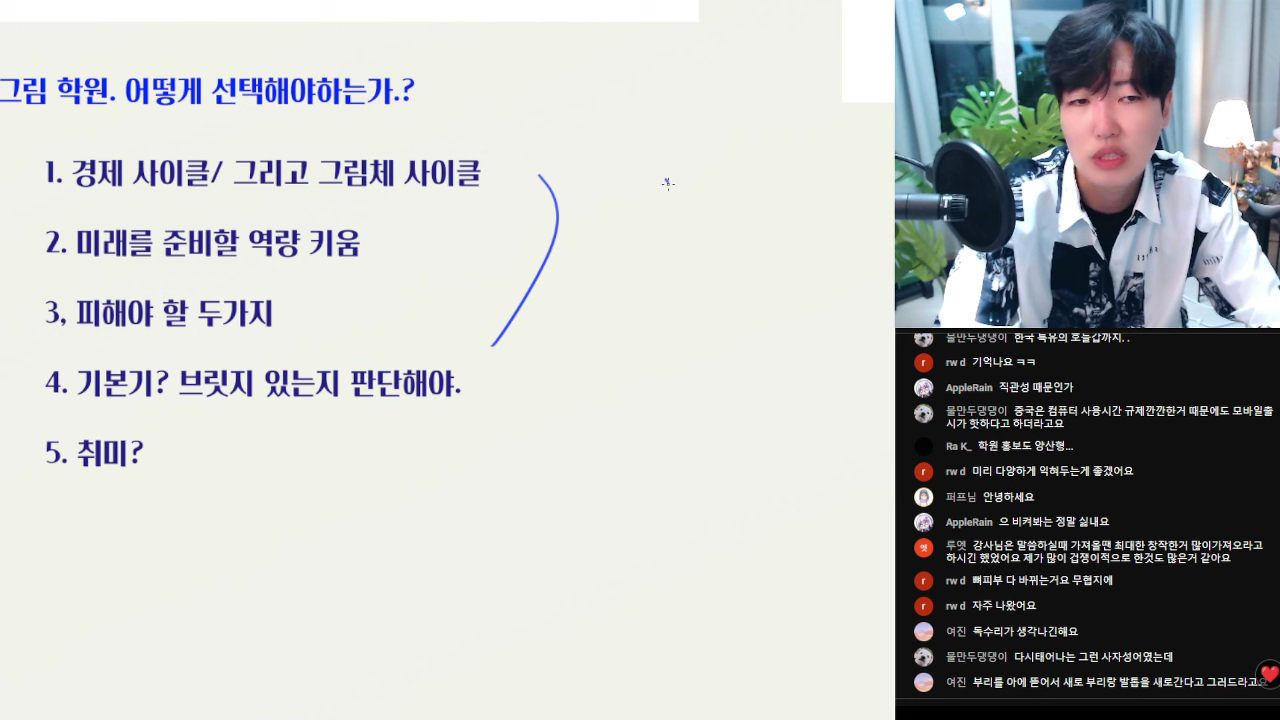 그림 학원. 어떻게 선택해야하는가.?
1. 경제 사이클/ 그리고 그림체 사이클
2. 미래를 준비할 역량 키움
3, 피해야 할 두가지
4. 기본기? 브릿지 있는지 판단해야.
5. 취미?
물만두댕댕이 한국 특유의 호들갑까지. .
r rw d 기억나요 ㅋㅋ
AppleRain 직관성 때문인가
물만두댕댕이 중국은 컴퓨터 사용시간 규제깐깐한거 때문에도 모바일출
시가 핫하다고 하더라고요
Ra K_ 학원 홍보도 양산형...
r rw d 미리 다양하게 익혀두는게 좋겠어요
퍼프님 안녕하세요
AppleRain 으 비켜봐는 정말 싫내요
엣 루엣 강사님은 말씀하실때 가져올땐 최대한 창작한거 많이가져오라고
하시긴 했었어요 제가 많이 겁쟁이적으로 한것도 많은거 같아요
r rw d 뼈피부 다 바뀌는거요 무협지에
r rw d 자주 나왔어요
여진 독수리가 생각나긴해요
물만두댕댕이 다시태어나는 그런 사자성어였는데
여진 부리를 아에 뜯어서 새로 부리랑 발톱을 새로간다고 그러드라고요